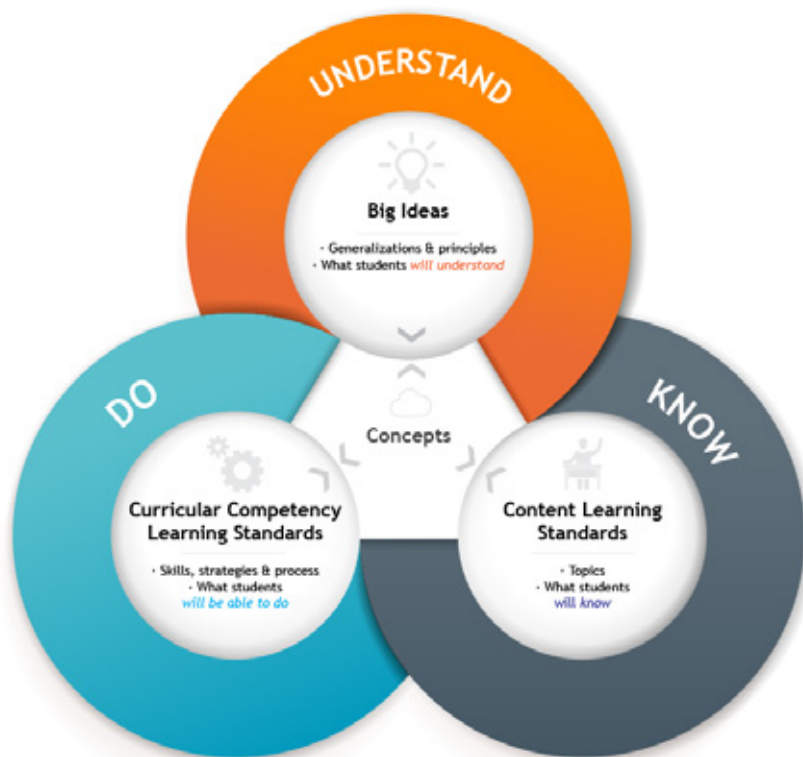 UNDERSTAND
Big Ideas
· Generalizations & principles
· What students will understand
DO
KNOW
Concepts
Curricular Competency
Learning Standards
· Skills, strategies & process
· What students
will be able to do
Content Learning
Standards
· Topics
· What students
will know